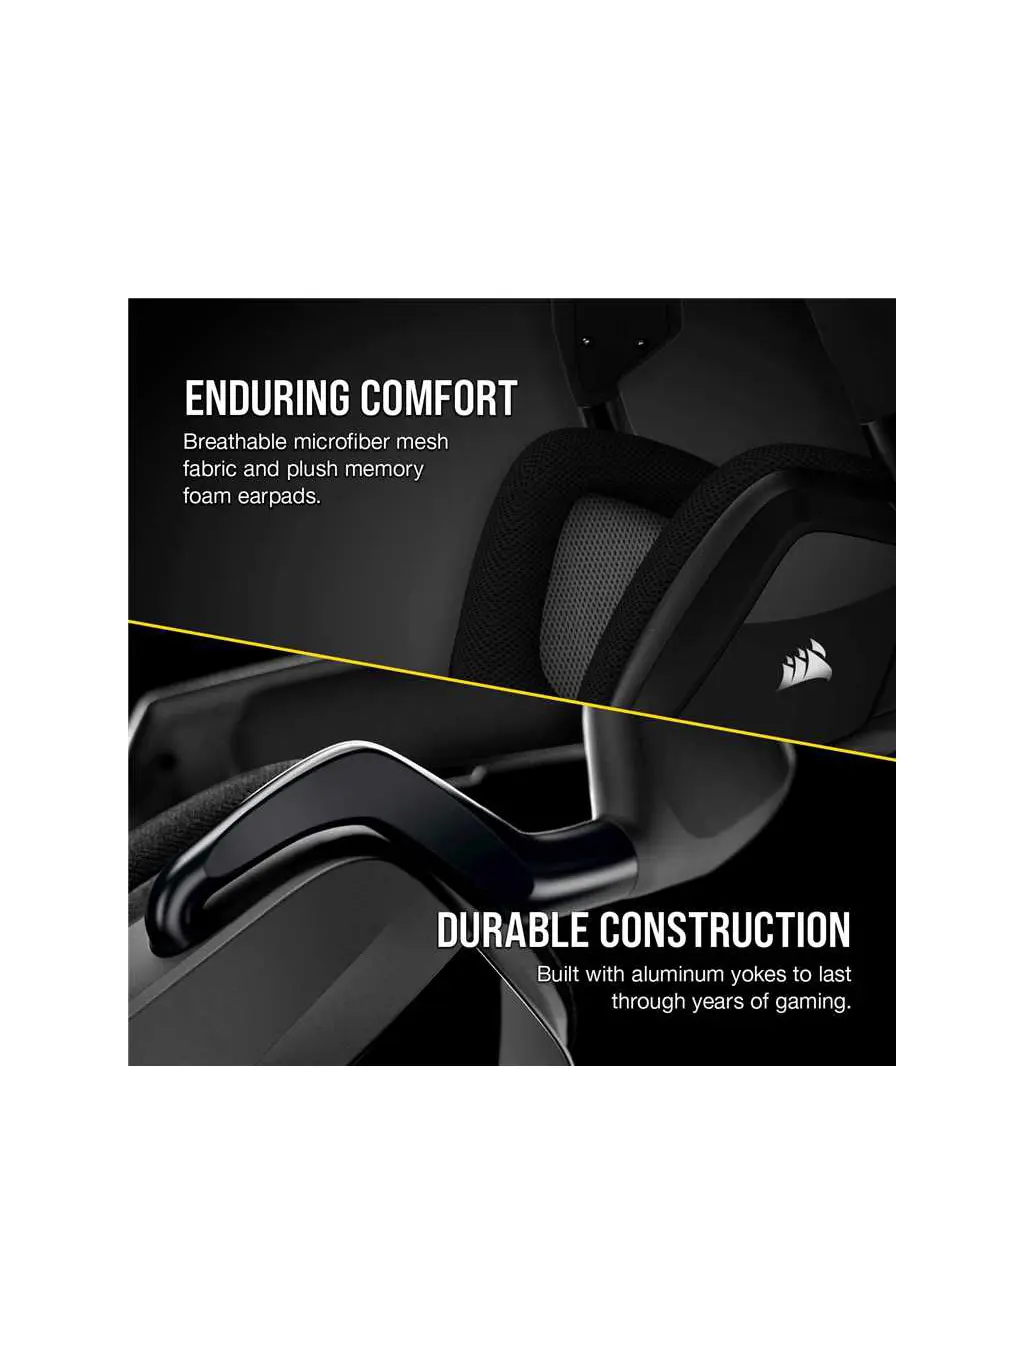 ENDURING COMFORT
Breathable microfiber mesh
fabric and plush memory
foam earpads.
DURABLE CONSTRUCTION
Built with aluminum yokes to last
through years of gaming.